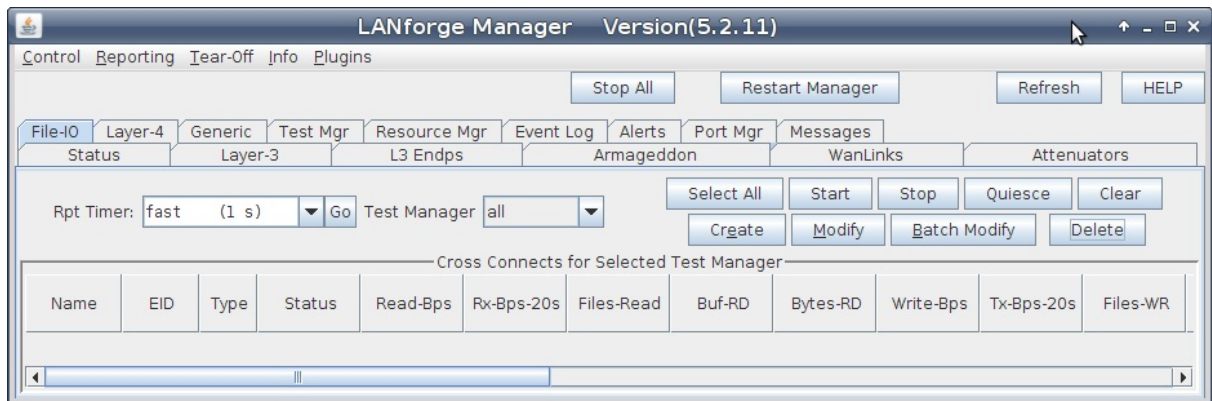 LANforge Manager Version(5.2.11)
Control Reporting Tear-Off Info Plugins
Stop All Restart Manager Refresh HELP
File-IO Layer-4 Generic Test Mgr Resource Mgr Event Log Alerts Port Mgr Messages
Status Layer-3 L3 Endps Armageddon WanLinks Attenuators
Select All Start Stop Quiesce Clear
Rpt Timer: fast (1 s) Go Test Manager all
Create Modify Batch Modify Delete
Cross Connects for Selected Test Manager
Name EID Type Status Read-Bps Rx-Bps-20s Files-Read Buf-RD Bytes-RD Write-Bps Tx-Bps-20s Files-WR